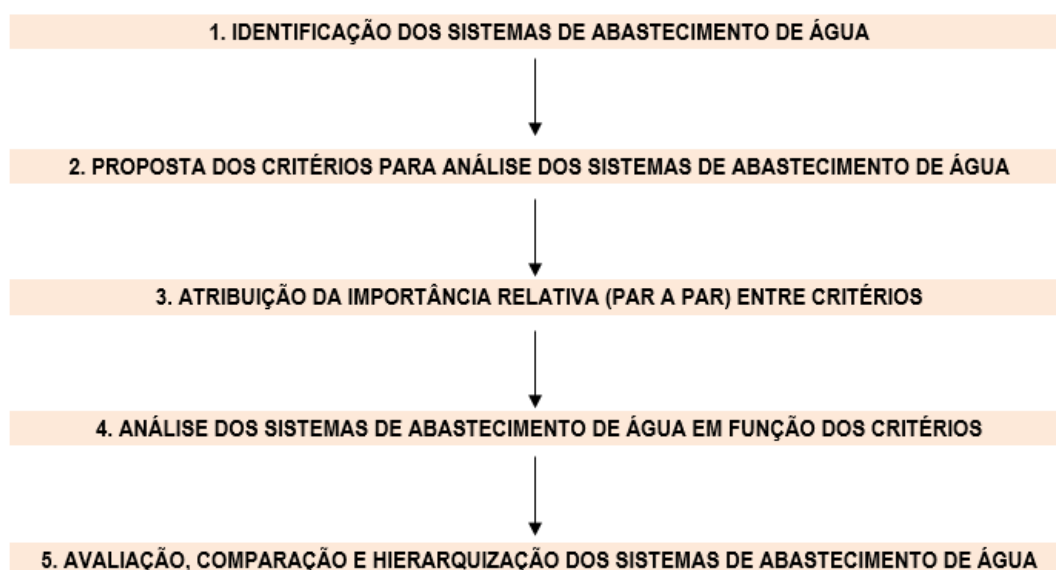 1. IDENTIFICAÇÃO DOS SISTEMAS DE ABASTECIMENTO DE ÁGUA
2. PROPOSTA DOS CRITÉRIOS PARA ANÁLISE DOS SISTEMAS DE ABASTECIMENTO DE ÁGUA
3. ATRIBUIÇÃO DA IMPORTÂNCIA RELATIVA (PAR A PAR) ENTRE CRITÉRIOS
4. ANÁLISE DOS SISTEMAS DE ABASTECIMENTO DE ÁGUA EM FUNÇÃO DOS CRITÉRIOS
5. AVALIAÇÃO, COMPARAÇÃO E HIERARQUIZAÇÃO DOS SISTEMAS DE ABASTECIMENTO DE ÁGUA